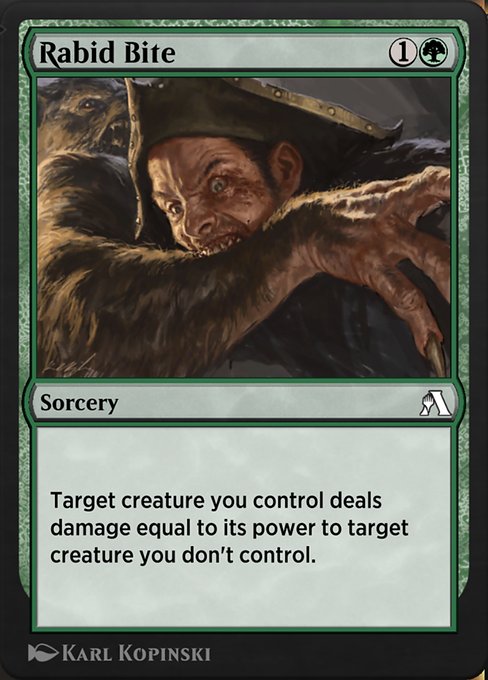 Rabid Bite 1
Sorcery
Target creature you control deals
damage equal to its power to target
creature you don't control.
KARL KOPINSKI